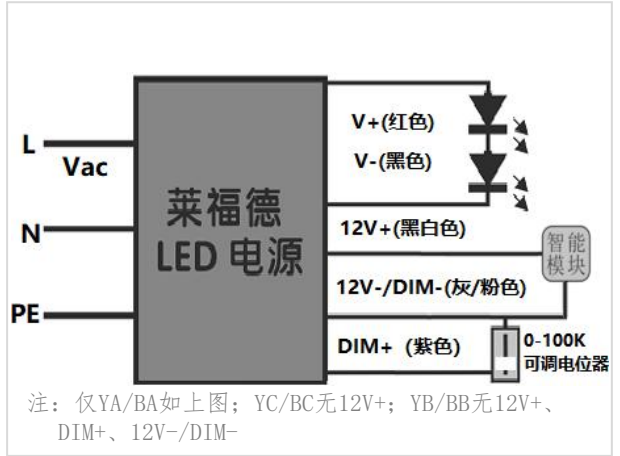 L
Vac
N
PE
莱福德
LED 电源
V+(红色)
V-(黑色)
12V+(黑白色)
智能
模块
12V-/DIM-(灰/粉色)
DIM+ (紫色)
0-100K
可调电位器
注：仅YA/BA如上图；YC/BC无12V+；YB/BB无12V+、
DIM+、12V-/DIM-